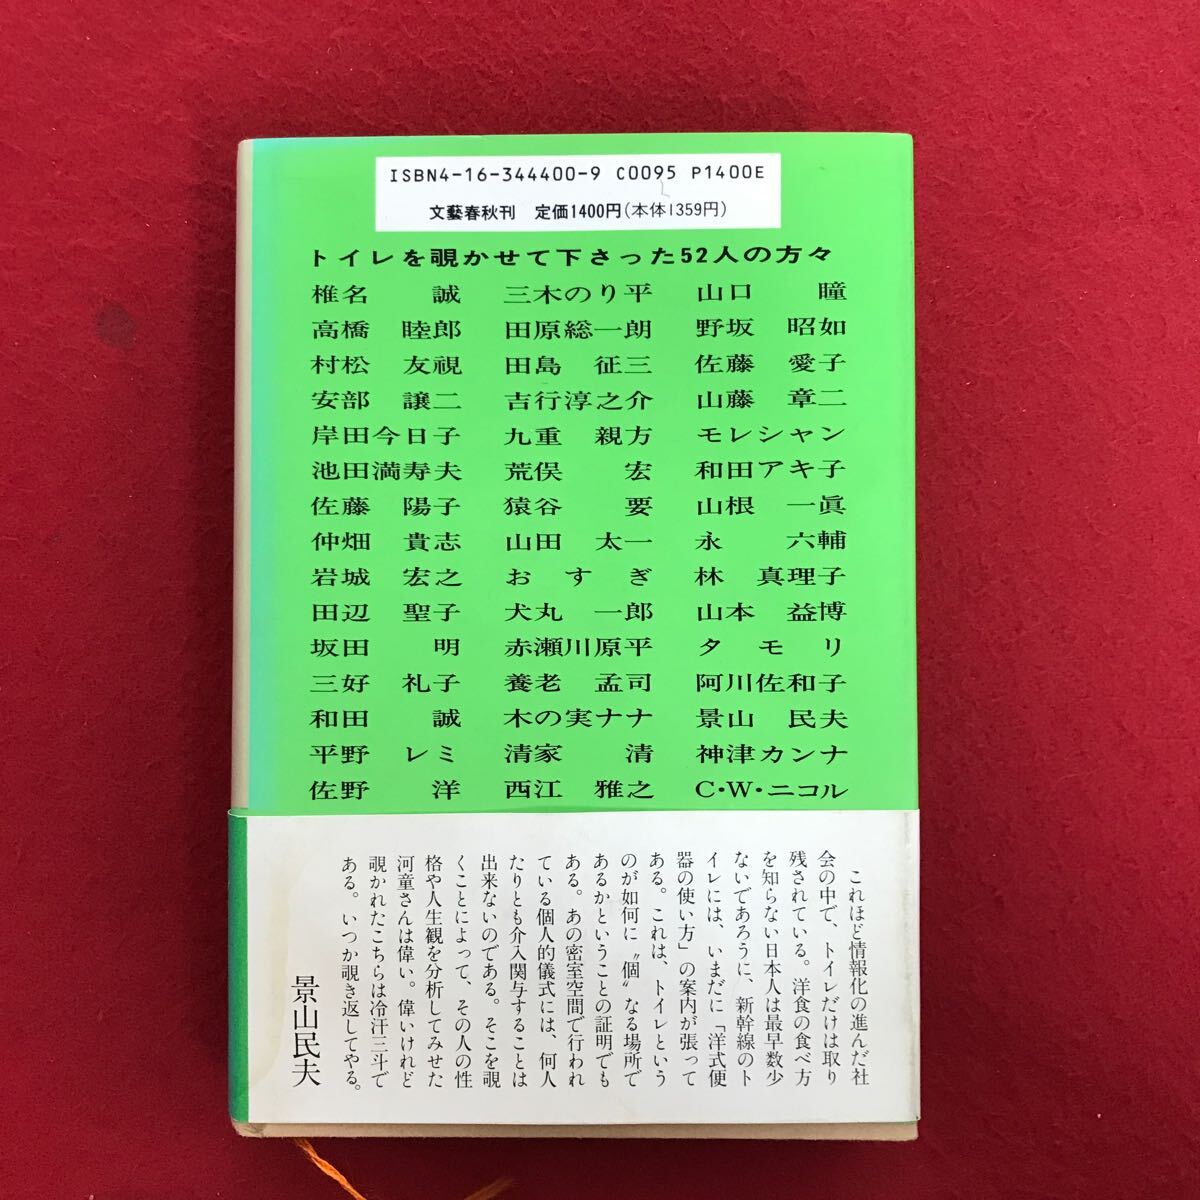 ISBN4-16-344400-9 C0095 P1400E
文藝春秋刊 定価1400円(本体1359円)
トイレを覗かせて下さった52人の方々
椎名 誠 三木のり平 山口 瞳
高橋 睦郎 田原総一朗 野坂 昭如
村松 友視 田島 征三 佐藤 愛子
安部 譲二 吉行淳之介 山藤 章二
岸田今日子 九重 親方 モレシャン
池田満寿夫 荒俣 宏 和田アキ子
佐藤 陽子 猿谷 要 山根 一眞
仲畑 貴志 山田 太一 永 六輔
岩城 宏之 おすぎ 林 真理子
田辺 聖子 犬丸 一郎 山本 益博
坂田 明 赤瀬川原平 タモリ
三好 礼子 養老 孟司 阿川佐和子
和田 誠 木の実ナナ 景山 民夫
平野 レミ 清家 清 神津カンナ
佐野 洋 西江 雅之 C・W・ニコル
これほど情報化の進んだ社
会の中で、トイレだけは取り
残されている。洋食の食べ方
を知らない日本人は最早数少
ないであろうに、新幹線のト
イレには、いまだに「洋式便
器の使い方」の案内が張って
ある。これは、トイレという
のが如何に〝個〟なる場所で
あるかということの証明でも
ある。あの密室空間で行われ
ている個人的儀式には、何人
たりとも介入関与することは
出来ないのである。そこを覗
くことによって、その人の性
格や人生観を分析してみせた
河童さんは偉い。偉いけれど
覗かれたこちらは冷汗三斗で
ある。いつか覗き返してやる。
景山民夫